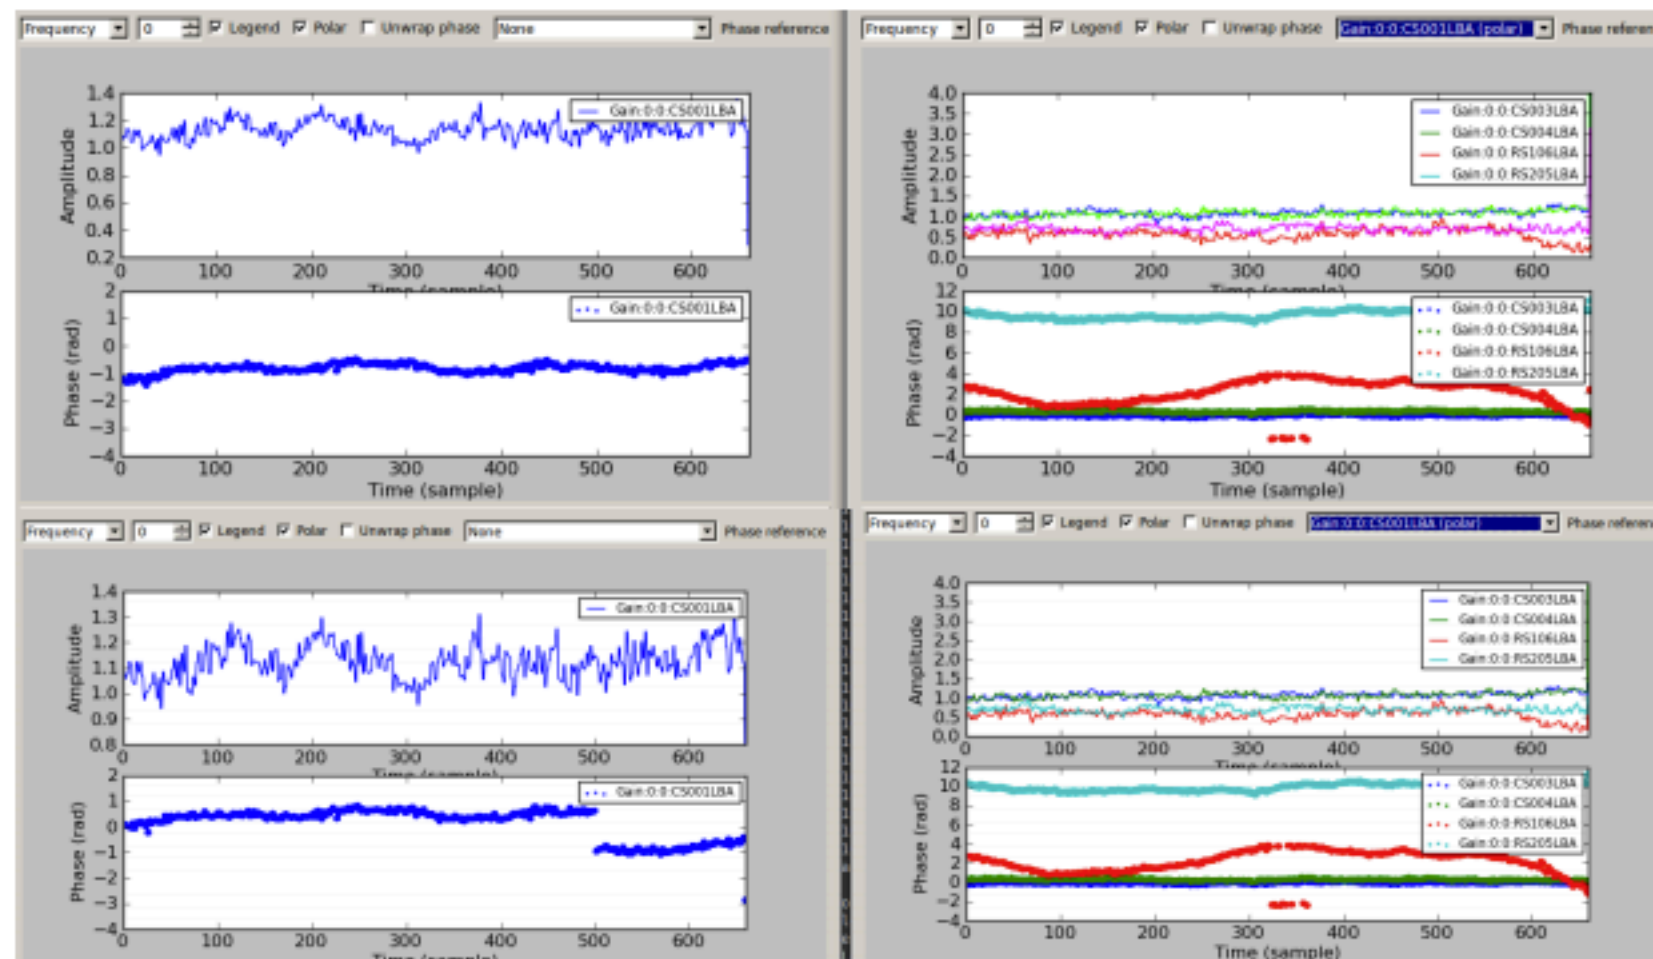 Frequency 0 Legend Polar Unwrap phase None Phase reference
Amplitude
1.4
1.2
1.0
0.8
0.6
0.4
0.2
Gain:0:0:CS001LBA
0 100 200 300 400 500 600
Time (sample)
Phase (rad)
2
1
0
−1
−2
−3
−4
Gain:0:0:CS001LBA
0 100 200 300 400 500 600
Time (sample)
Frequency 0 Legend Polar Unwrap phase Gain:0:0:CS001LBA (polar) Phase referen
Amplitude
4.0
3.5
3.0
2.5
2.0
1.5
1.0
0.5
0.0
Gain:0:0:CS003LBA
Gain:0:0:CS004LBA
Gain:0:0:RS106LBA
Gain:0:0:RS205LBA
0 100 200 300 400 500 600
Time (sample)
Phase (rad)
12
10
8
6
4
2
0
−2
−4
Gain:0:0:CS003LBA
Gain:0:0:CS004LBA
Gain:0:0:RS106LBA
Gain:0:0:RS205LBA
0 100 200 300 400 500 600
Time (sample)
Frequency 0 Legend Polar Unwrap phase None Phase reference
Amplitude
1.4
1.3
1.2
1.1
1.0
0.9
0.8
Gain:0:0:CS001LBA
0 100 200 300 400 500 600
Time (sample)
Phase (rad)
2
1
0
−1
−2
−3
−4
Gain:0:0:CS001LBA
0 100 200 300 400 500 600
Time (sample)
Frequency 0 Legend Polar Unwrap phase Gain:0:0:CS001LBA (polar) Phase referen
Amplitude
4.0
3.5
3.0
2.5
2.0
1.5
1.0
0.5
0.0
Gain:0:0:CS003LBA
Gain:0:0:CS004LBA
Gain:0:0:RS106LBA
Gain:0:0:RS205LBA
0 100 200 300 400 500 600
Time (sample)
Phase (rad)
12
10
8
6
4
2
0
−2
−4
Gain:0:0:CS003LBA
Gain:0:0:CS004LBA
Gain:0:0:RS106LBA
Gain:0:0:RS205LBA
0 100 200 300 400 500 600
Time (sample)